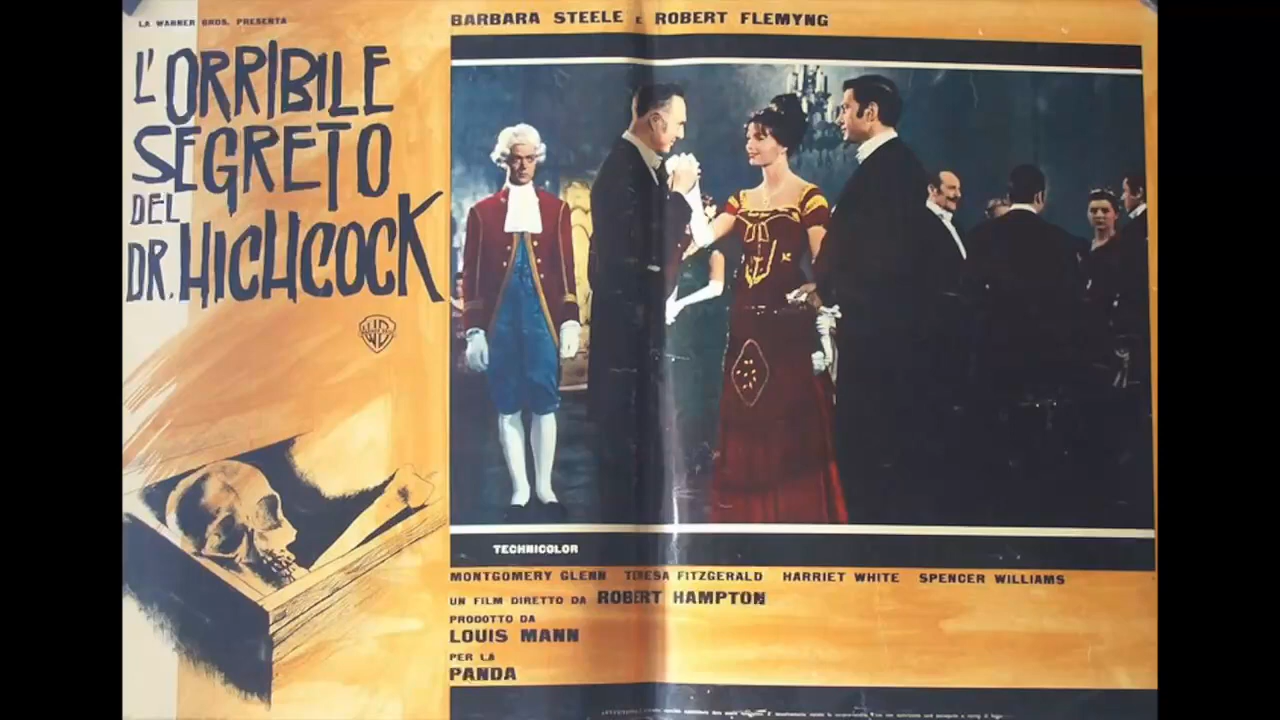 LA WARNER BROS. PRESENTA
L'ORRIBILE
SEGRETO
DEL
DR. HICHCOCK
WB
BARBARA STEELE E ROBERT FLEMYNG
TECHNICOLOR
MONTGOMERY GLENN TERESA FITZGERALD HARRIET WHITE SPENCER WILLIAMS
UN FILM DIRETTO DA ROBERT HAMPTON
PRODOTTO DA
LOUIS MANN
PER LA
PANDA